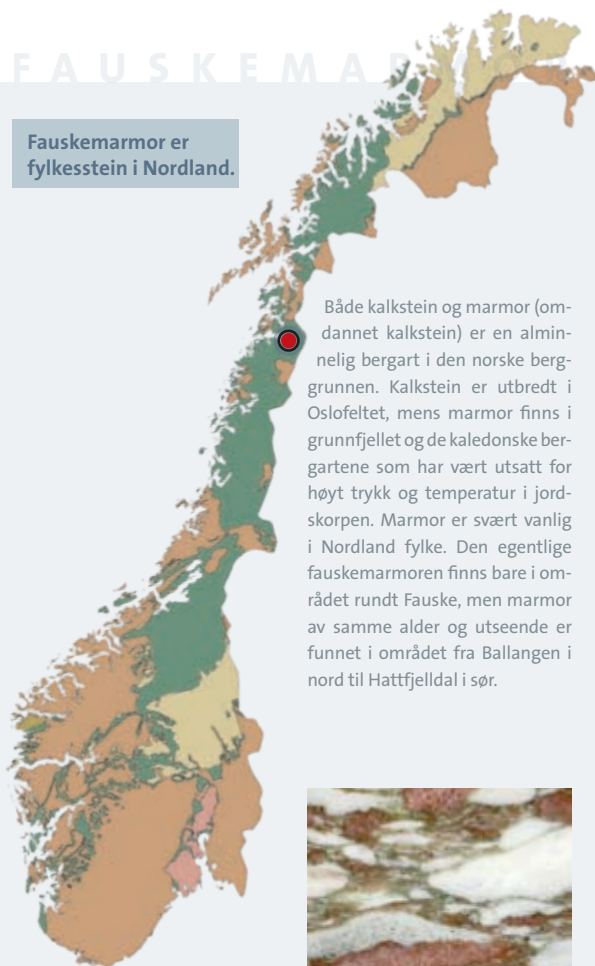 FAUSKEMARMOR
Fauskemarmor er
fylkesstein i Nordland.
Både kalkstein og marmor (om-
dannet kalkstein) er en almin-
nelig bergart i den norske berg-
grunnen. Kalkstein er utbredt i
Oslofeltet, mens marmor finns i
grunnfjellet og de kaledonske ber-
gartene som har vært utsatt for
høyt trykk og temperatur i jord-
skorpen. Marmor er svært vanlig
i Nordland fylke. Den egentlige
fauskemarmoren finns bare i om-
rådet rundt Fauske, men marmor
av samme alder og utseende er
funnet i området fra Ballangen i
nord til Hattfjelldal i sør.